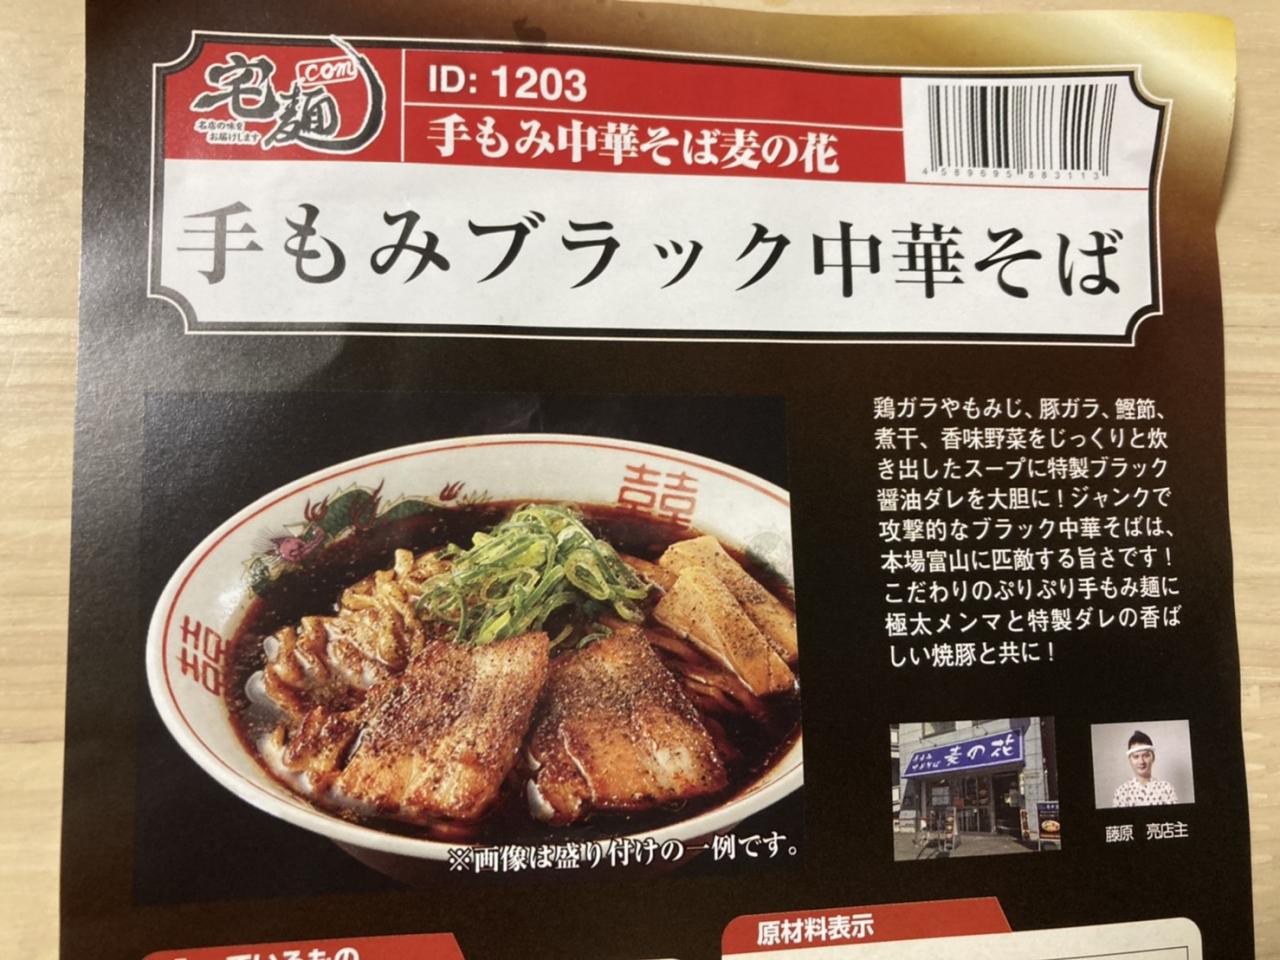 宅麺
.com
名店の味を
お届けします
ID: 1203
手もみ中華そば麦の花
4 589695 883113
手もみブラック中華そば
鶏ガラやもみじ、豚ガラ、鰹節、
煮干、香味野菜をじっくりと炊
き出したスープに特製ブラック
醤油ダレを大胆に！ジャンクで
攻撃的なブラック中華そばは、
本場富山に匹敵する旨さです！
こだわりのぷりぷり手もみ麺に
極太メンマと特製ダレの香ば
しい焼豚と共に！
囍
囍
麦の花
藤原 亮店主
※画像は盛り付けの一例です。
原材料表示